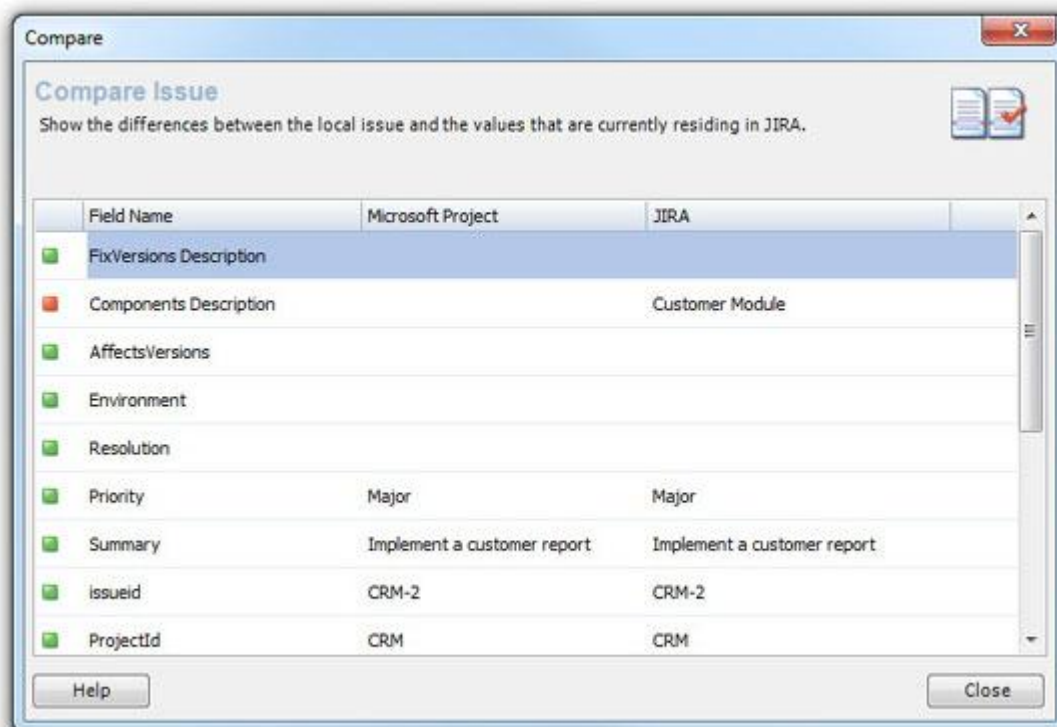 Compare
Compare Issue
Show the differences between the local issue and the values that are currently residing in JIRA.
Field Name Microsoft Project JIRA
FixVersions Description
Components Description Customer Module
AffectsVersions
Environment
Resolution
Priority Major Major
Summary Implement a customer report Implement a customer report
issueid CRM-2 CRM-2
ProjectId CRM CRM
Help Close